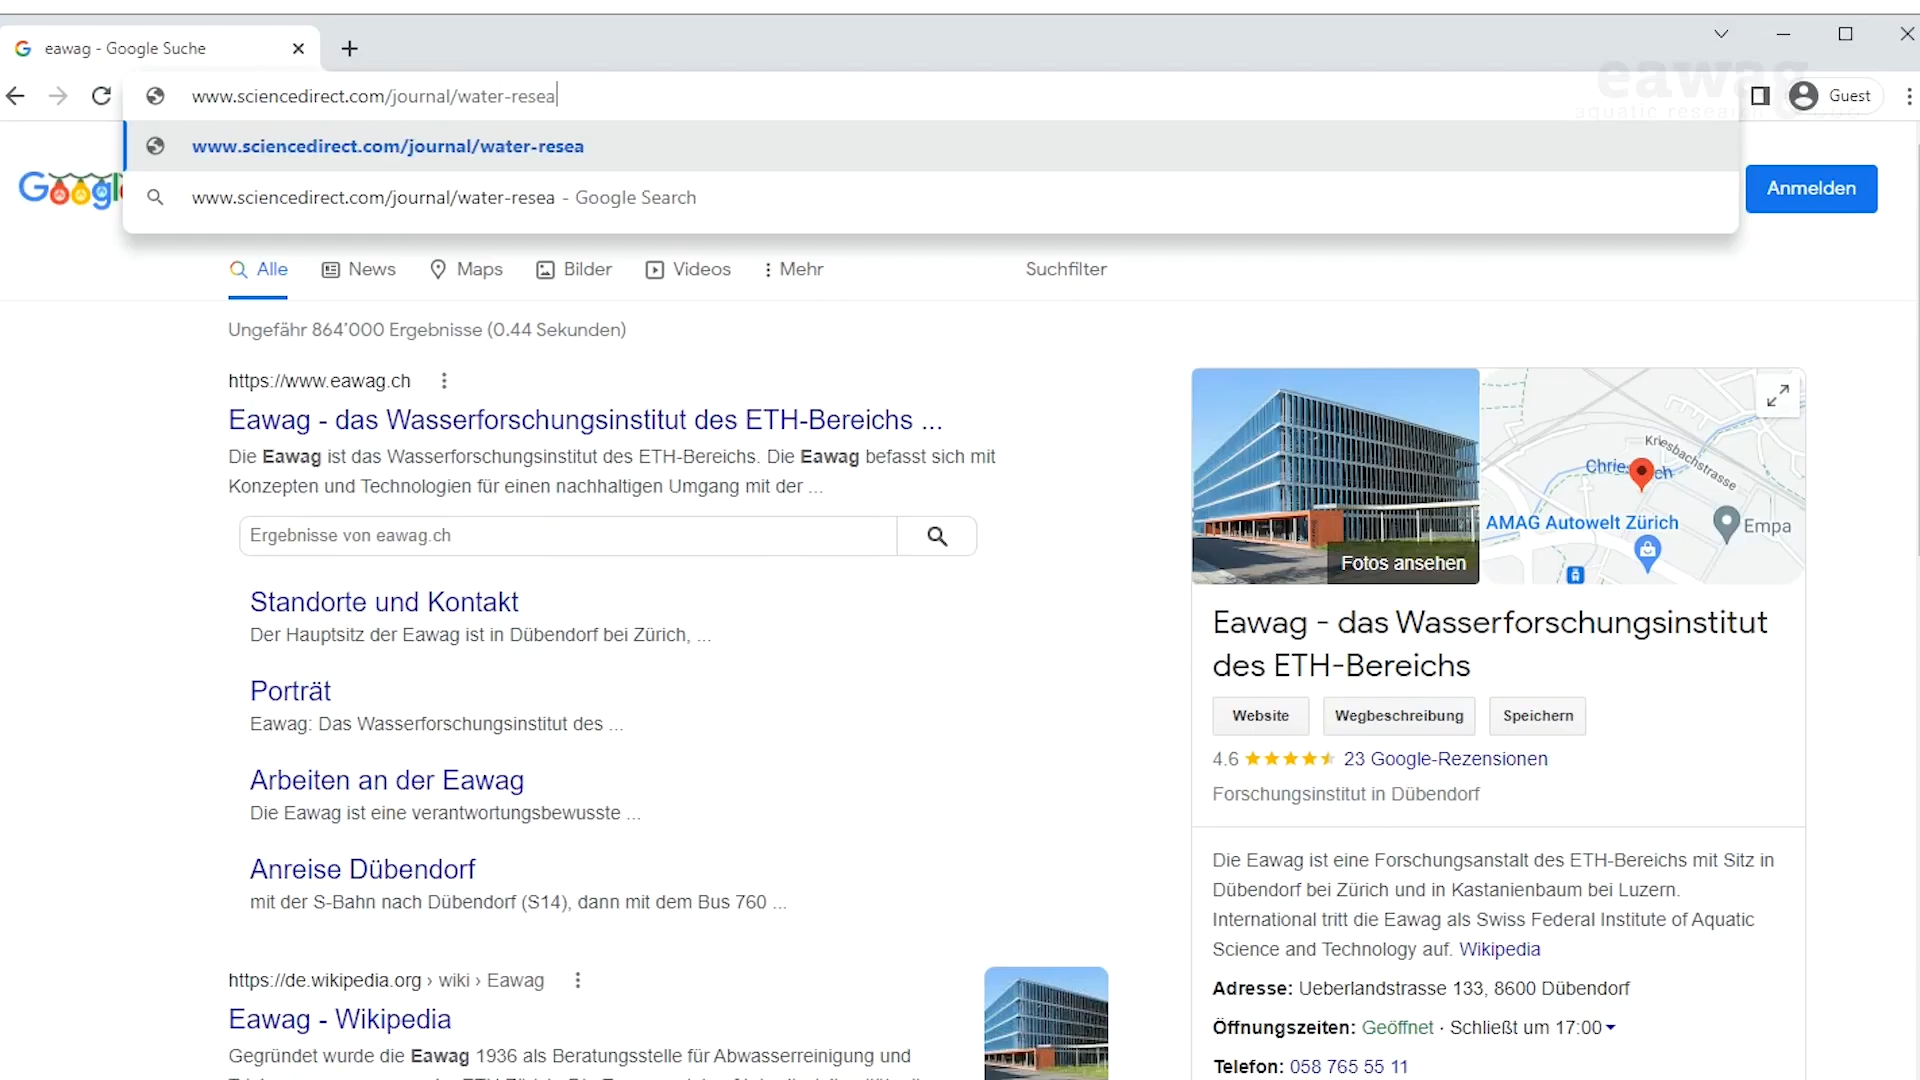 eawag - Google Suche
eawag
aquatic research
www.sciencedirect.com/journal/water-resea
Guest
www.sciencedirect.com/journal/water-resea
www.sciencedirect.com/journal/water-resea - Google Search
Google
Anmelden
Alle News Maps Bilder Videos Mehr Suchfilter
Ungefähr 864’000 Ergebnisse (0.44 Sekunden)
https://www.eawag.ch
Eawag - das Wasserforschungsinstitut des ETH-Bereichs ...
Die Eawag ist das Wasserforschungsinstitut des ETH-Bereichs. Die Eawag befasst sich mit
Konzepten und Technologien für einen nachhaltigen Umgang mit der ...
Ergebnisse von eawag.ch
Standorte und Kontakt
Der Hauptsitz der Eawag ist in Dübendorf bei Zürich, ...
Porträt
Eawag: Das Wasserforschungsinstitut des ...
Arbeiten an der Eawag
Die Eawag ist eine verantwortungsbewusste ...
Anreise Dübendorf
mit der S-Bahn nach Dübendorf (S14), dann mit dem Bus 760 ...
https://de.wikipedia.org › wiki › Eawag
Eawag - Wikipedia
Gegründet wurde die Eawag 1936 als Beratungsstelle für Abwasserreinigung und
Fotos ansehen
Kriesbachstrasse
AMAG Autowelt Zürich
Empa
Eawag - das Wasserforschungsinstitut
des ETH-Bereichs
Website Wegbeschreibung Speichern
4.6 23 Google-Rezensionen
Forschungsinstitut in Dübendorf
Die Eawag ist eine Forschungsanstalt des ETH-Bereichs mit Sitz in
Dübendorf bei Zürich und in Kastanienbaum bei Luzern.
International tritt die Eawag als Swiss Federal Institute of Aquatic
Science and Technology auf. Wikipedia
Adresse: Ueberlandstrasse 133, 8600 Dübendorf
Öffnungszeiten: Geöffnet · Schließt um 17:00
Telefon: 058 765 55 11